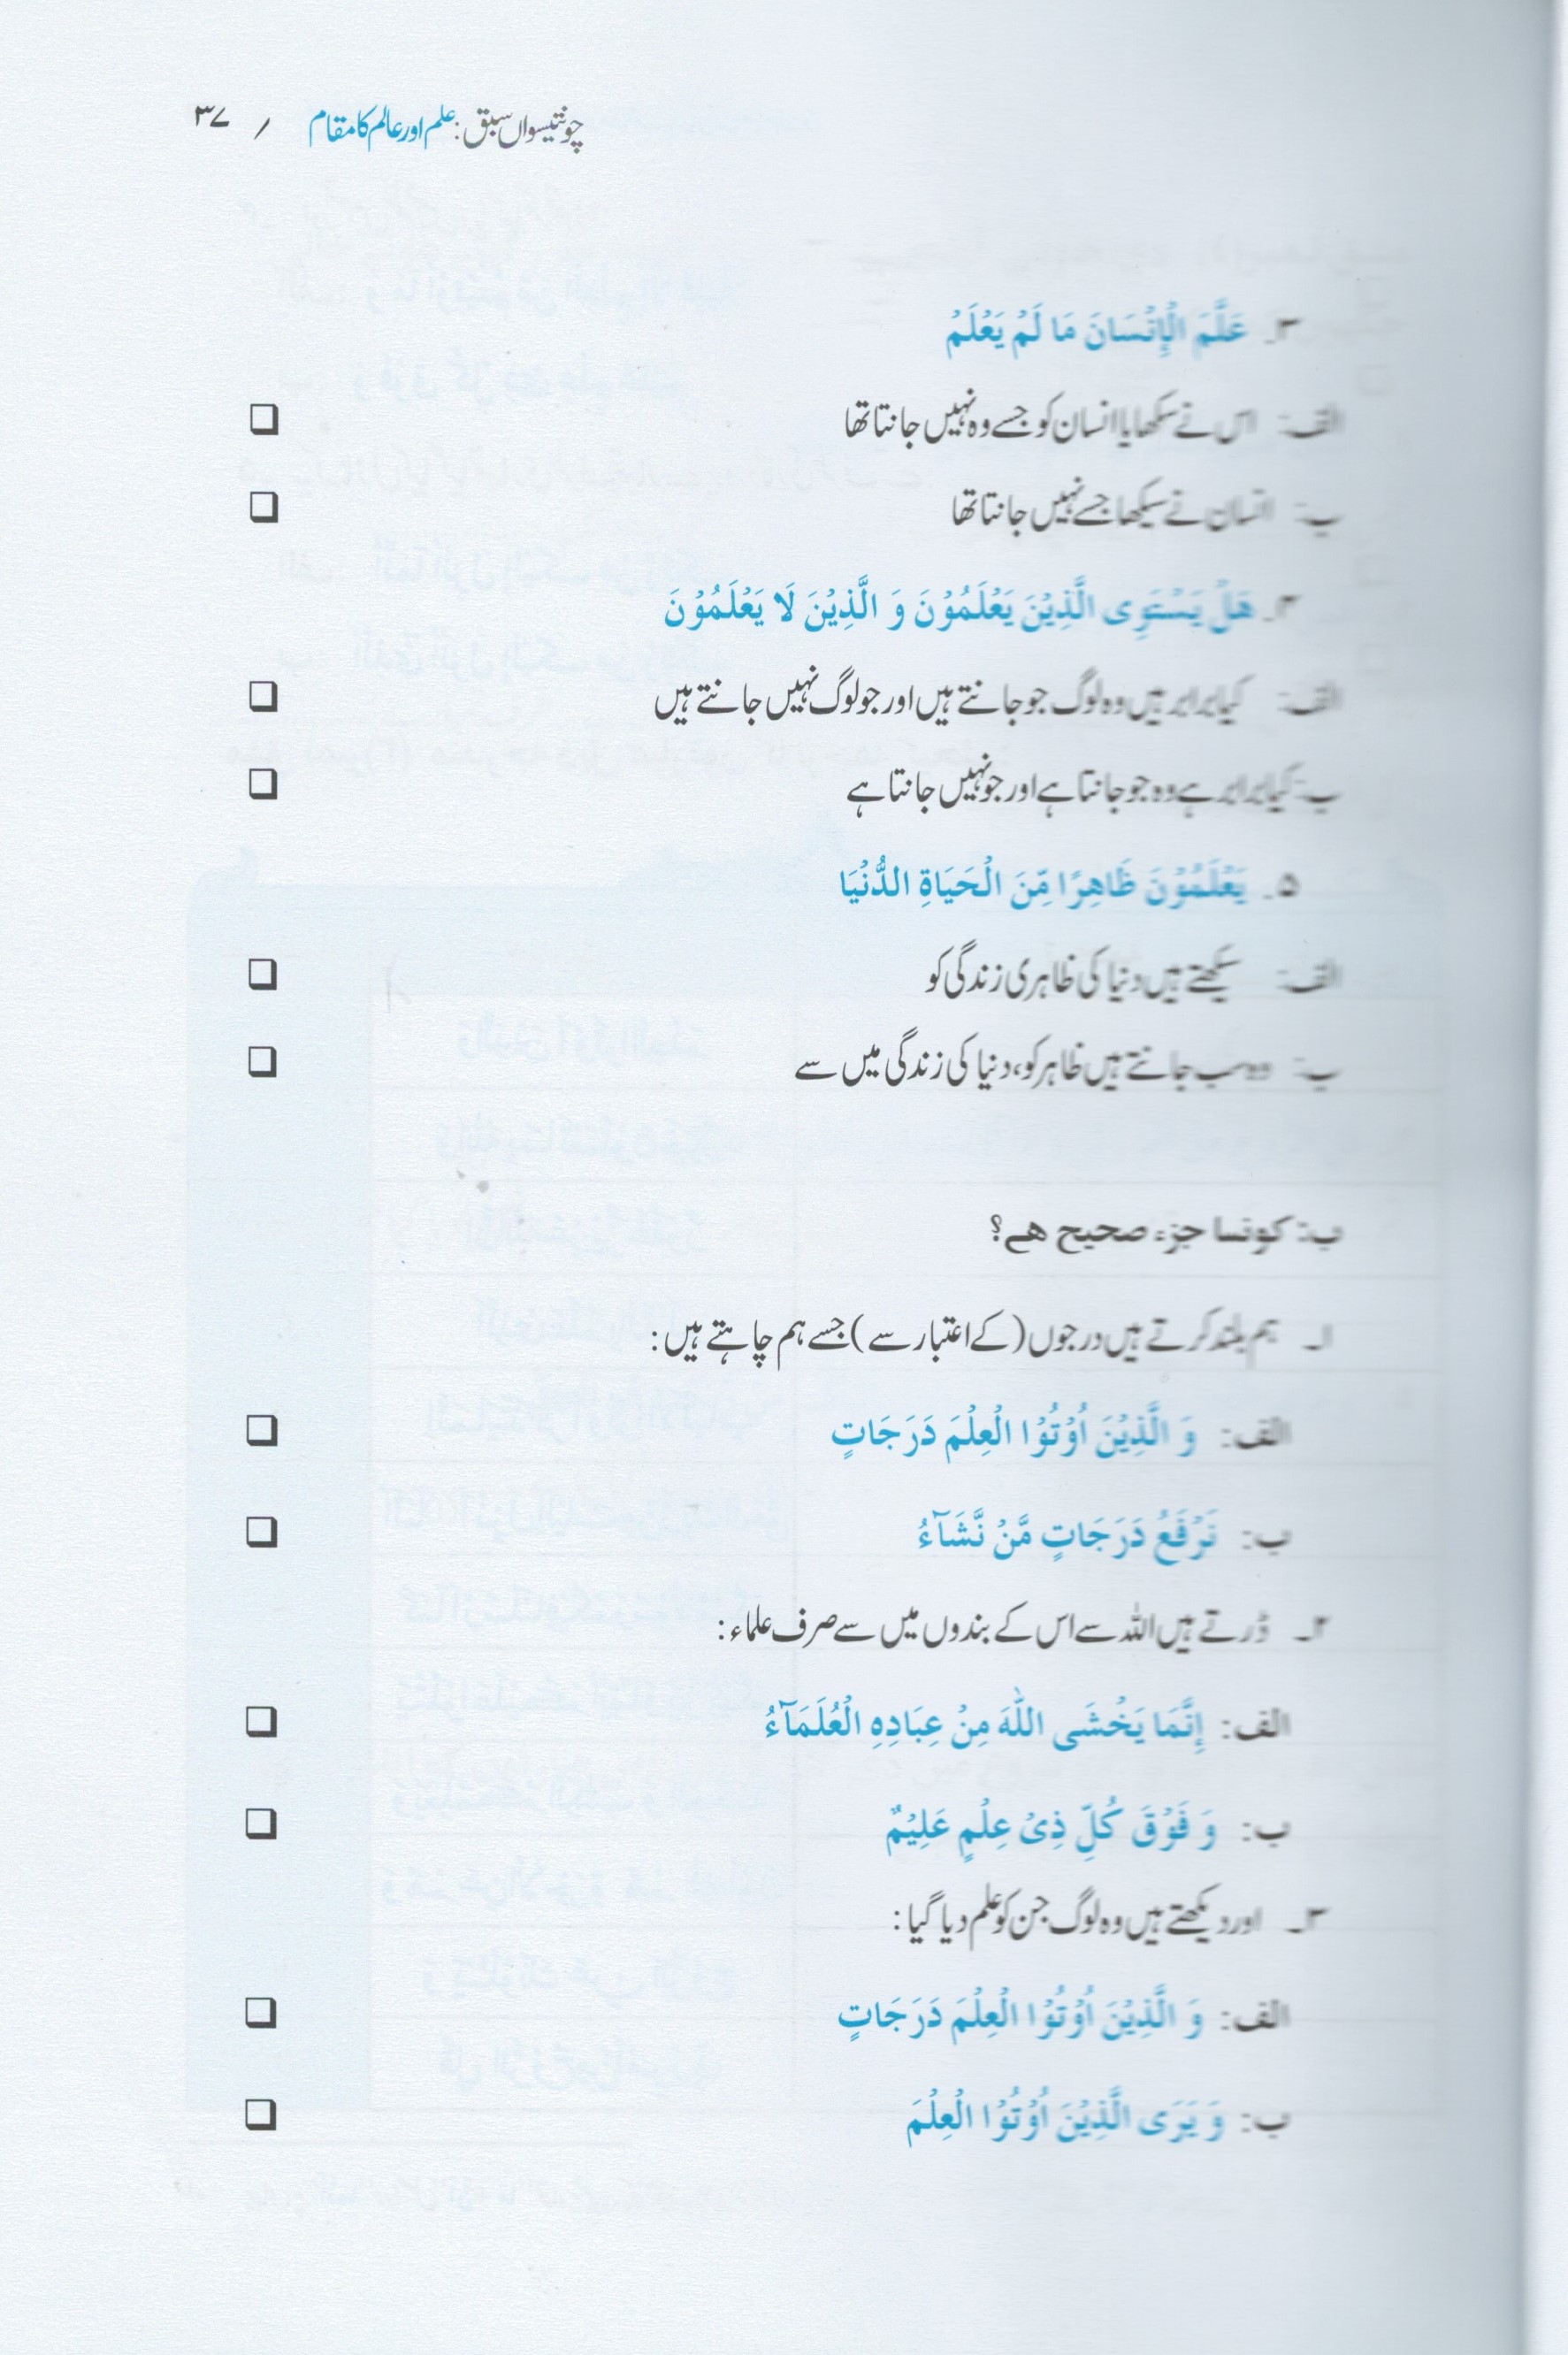 چونتیسواں سبق: علم اور عالم کا مقام / ۳۷
۳۔ عَلَّمَ الْإِنْسَانَ مَا لَمْ يَعْلَمْ
الف: اس نے سکھایا انسان کو جسے وہ نہیں جانتا تھا
ب: انسان نے سیکھا جسے نہیں جانتا تھا
۴۔ هَلْ يَسْتَوِى الَّذِيْنَ يَعْلَمُوْنَ وَ الَّذِيْنَ لَا يَعْلَمُوْنَ
الف: کیا برابر ہیں وہ لوگ جو جانتے ہیں اور جو لوگ نہیں جانتے ہیں
ب: کیا برابر ہے وہ جو جانتا ہے اور جو نہیں جانتا ہے
۵۔ يَعْلَمُوْنَ ظَاهِرًا مِّنَ الْحَيَاةِ الدُّنْيَا
الف: سیکھتے ہیں دنیا کی ظاہری زندگی کو
ب: وہ سب جانتے ہیں ظاہر کو، دنیا کی زندگی میں سے
ب: کونسا جزء صحیح ھے؟
۱۔ ہم بلند کرتے ہیں درجوں (کے اعتبار سے) جسے ہم چاہتے ہیں:
الف: وَ الَّذِيْنَ اُوْتُوْا الْعِلْمَ دَرَجَاتٍ
ب: نَرْفَعُ دَرَجَاتٍ مَّنْ نَّشَآءُ
۲۔ ڈرتے ہیں اللہ سے اس کے بندوں میں سے صرف علماء:
الف: إِنَّمَا يَخْشَى اللّٰهَ مِنْ عِبَادِهِ الْعُلَمَآءُ
ب: وَ فَوْقَ كُلِّ ذِىْ عِلْمٍ عَلِيْمٌ
۳۔ اور دیکھتے ہیں وہ لوگ جن کو علم دیا گیا:
الف: وَ الَّذِيْنَ اُوْتُوْا الْعِلْمَ دَرَجَاتٍ
ب: وَ يَرَى الَّذِيْنَ اُوْتُوْا الْعِلْمَ